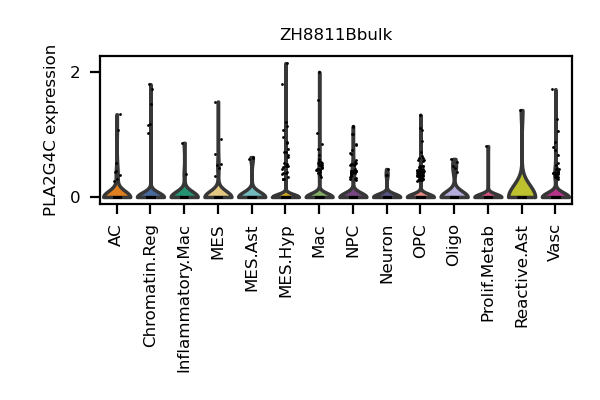 ZH8811Bbulk
PLA2G4C expression
2
0
AC
Chromatin.Reg
Inflammatory.Mac
MES
MES.Ast
MES.Hyp
Mac
NPC
Neuron
OPC
Oligo
Prolif.Metab
Reactive.Ast
Vasc